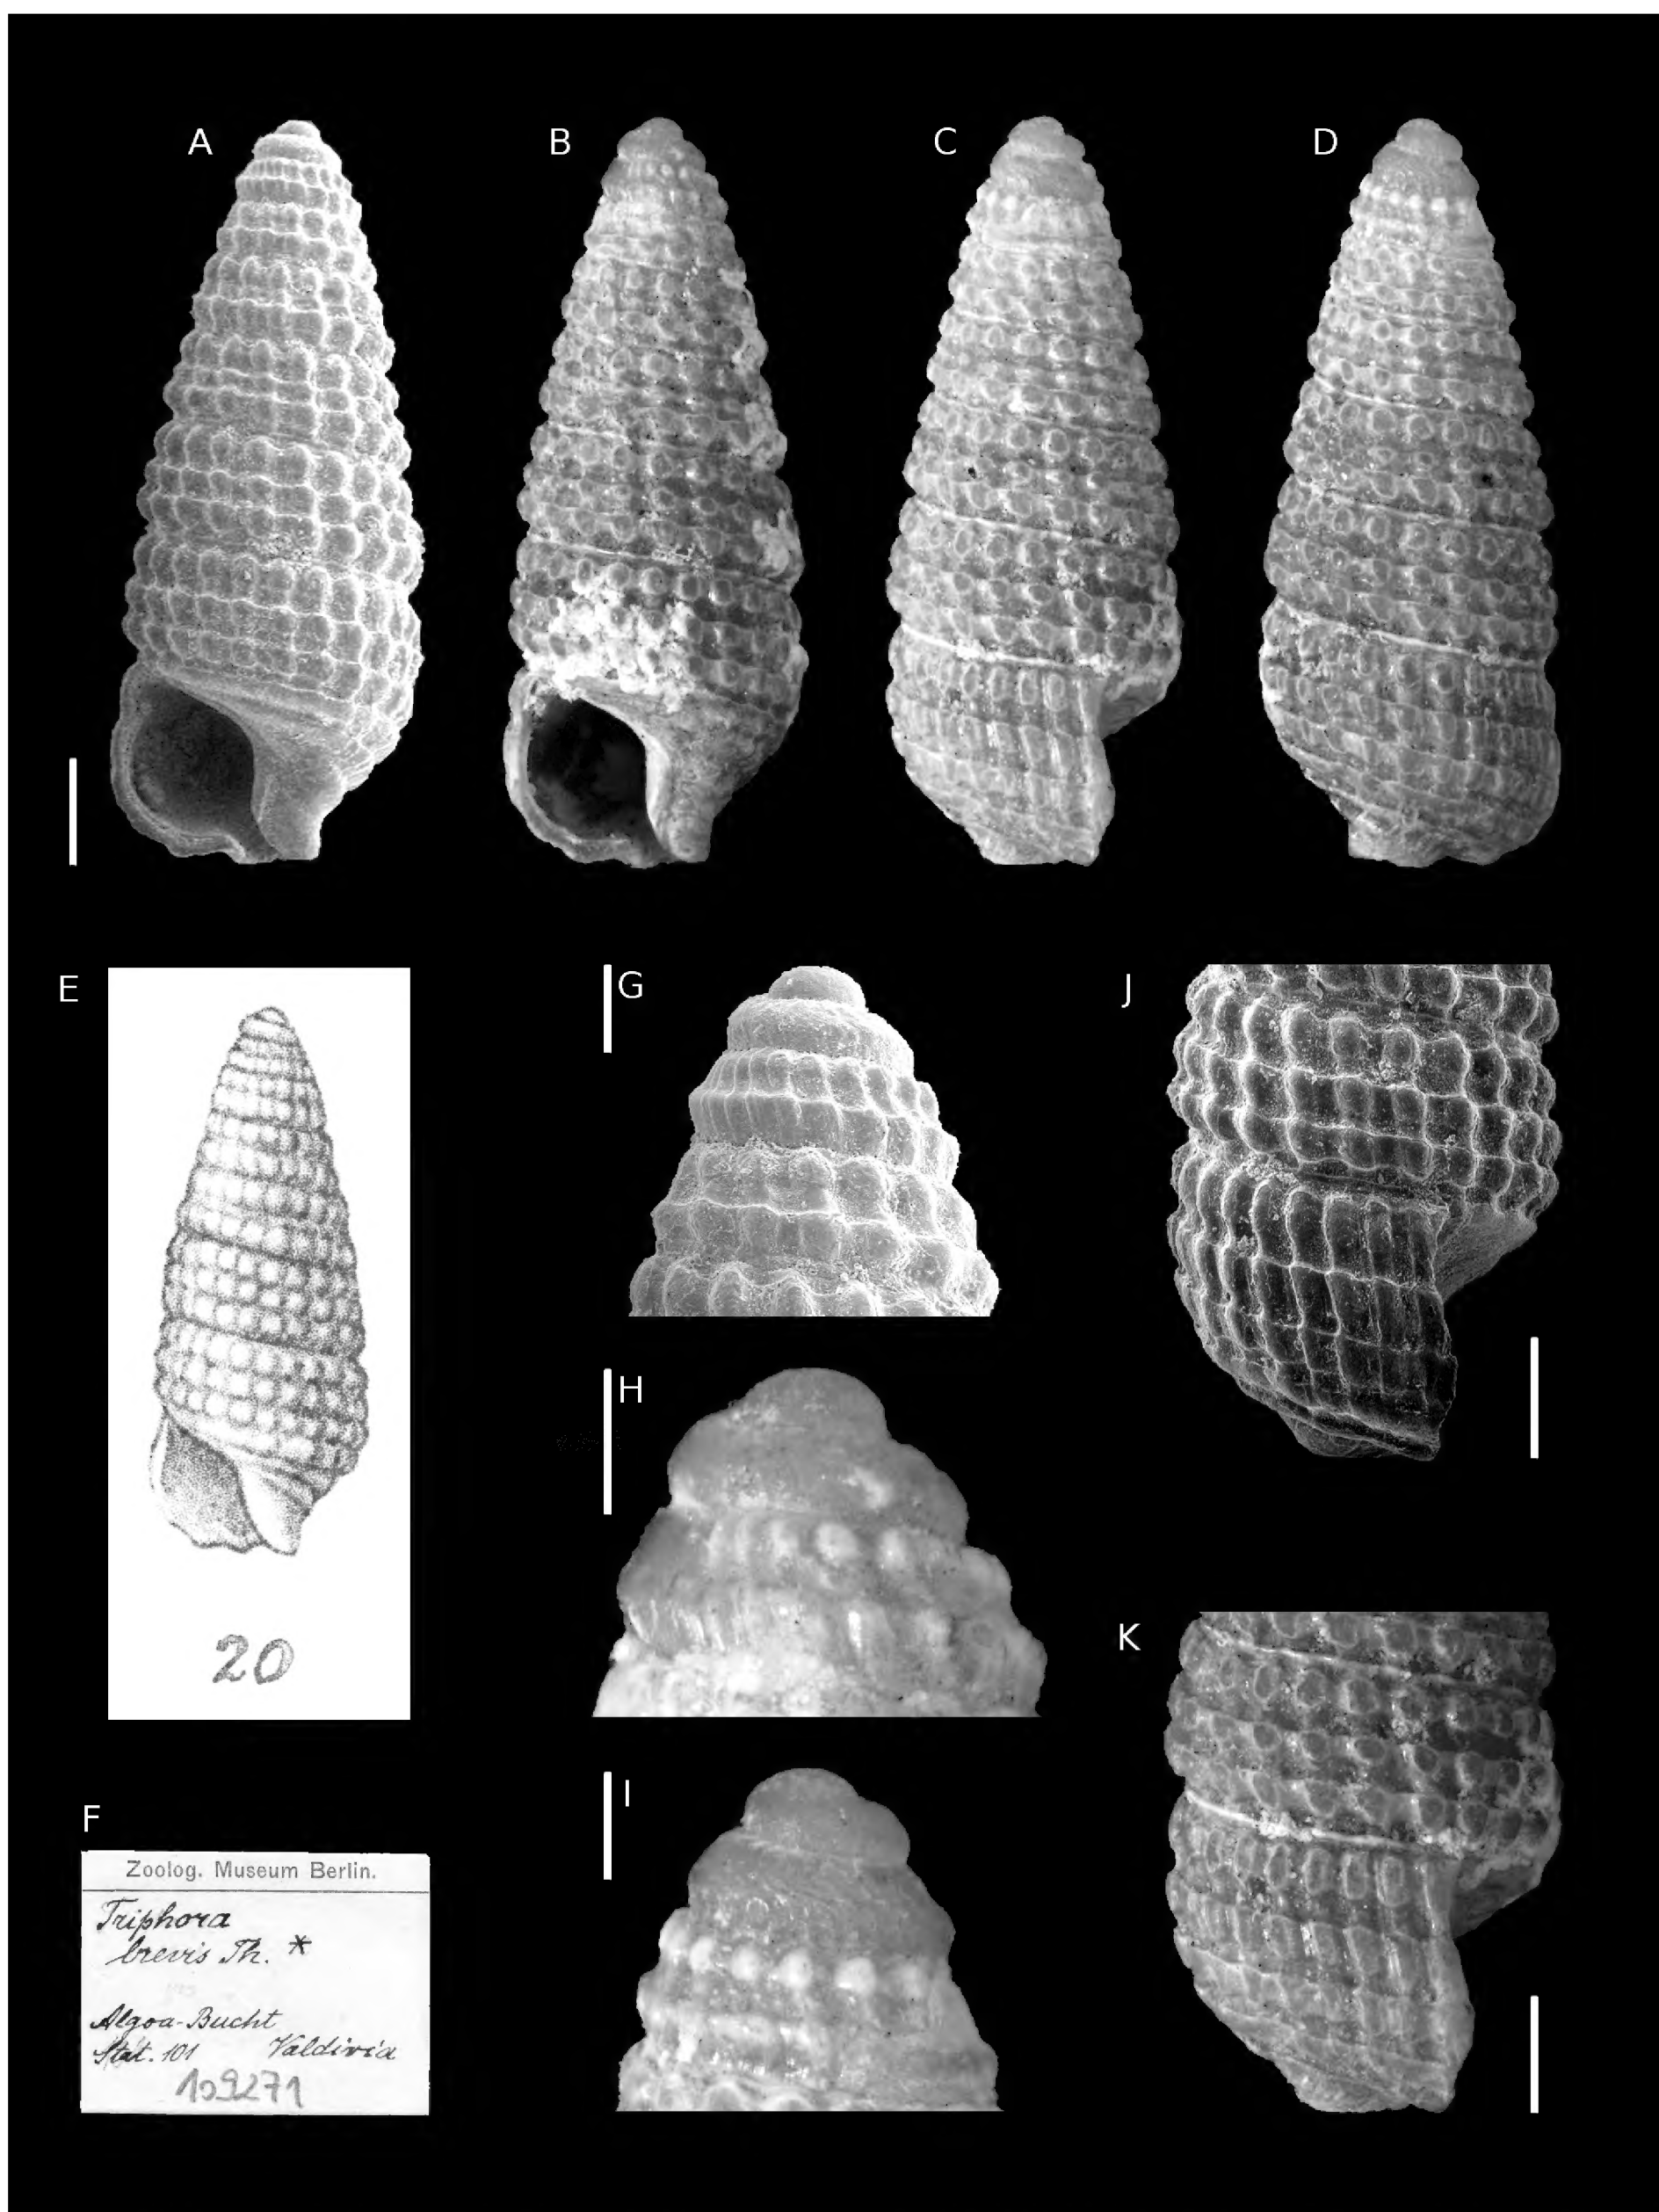 A
B
C
D
E
G
J
20
H
K
I
F
Zoolog. Museum Berlin.
Triphora
brevis Th. *
Algoa-Bucht
Stat. 101 Valdivia
109271